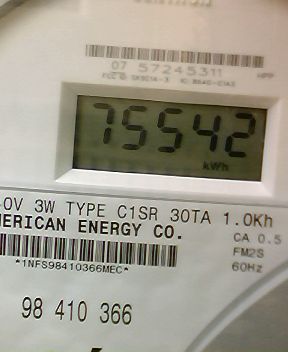 07 57245311
HPP
75542
kWh
0V 3W TYPE C1SR 30TA 1.0Kh
MERICAN ENERGY CO.
CA 0.5
FM2S
60Hz
*1NFS98410366MEC*
98 410 366